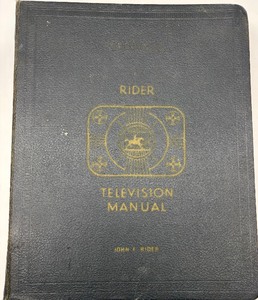 RIDER
TELEVISION
MANUAL
JOHN F. RIDER